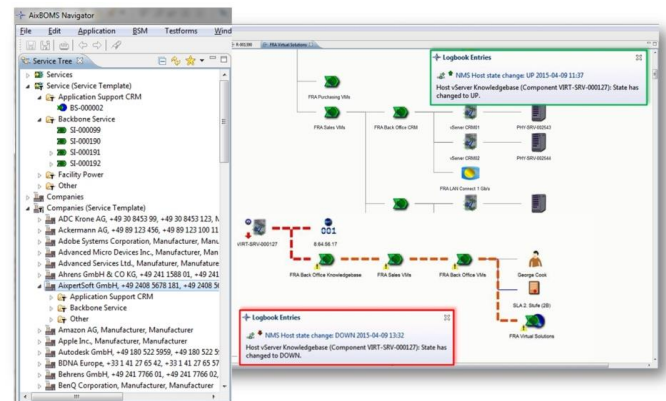 AixBOMS Navigator
File Edit Application BSM Testforms Wind
Service Tree
Services
Service (Service Template)
Application Support CRM
BS-000002
Backbone Service
SI-000099
SI-000190
SI-000191
SI-000192
Facility Power
Other
Companies
Companies (Service Template)
ADC Krone AG, +49 30 8453 99, +49 30 8453 123, M
Ackermann AG, +49 89 123 456, +49 89 123 100 11
Adobe Systems Corporation, Manufacturer, Manu
Advanced Micro Devices Inc., Manufacturer, Man
Advanced Services Ltd., Manufaturer, Manufature
Ahrens GmbH & CO KG, +49 241 1588 01, +49 241
AixpertSoft GmbH, +49 2408 5678 181, +49 2408
Application Support CRM
Backbone Service
Other
Amazon AG, Manufacturer, Manufacturer
Apple Inc., Manufacturer, Manufacturer
Autodesk GmbH, +49 180 522 5959, +49 180 522 5
BDNA Europe, +33 1 41 27 65 42, +33 1 41 27 65 57
Behrens GmbH, +49 241 7766 01, +49 241 7766 02,
BenQ Corporation, Manufacturer, Manufacturer
FRA Virtual Solutions
Logbook Entries
NMS Host state change: UP 2015-04-09 11:37
Host vServer Knowledgebase (Component VIRT-SRV-000127): State has
changed to UP.
FRA Purchasing VMs
FRA Sales VMs
FRA Back Office CRM
vServer CRM01
PHY-SRV-002543
vServer CRM02
PHY-SRV-002544
FRA LAN Connect 1 Gb/s
001
VIRT-SRV-000127
8.64.56.17
FRA Back Office Knowledgebase
FRA Sales VMs
FRA Back Office VMs
George Cook
SLA 2. Stufe (2B)
FRA Virtual Solutions
Logbook Entries
NMS Host state change: DOWN 2015-04-09 13:32
Host vServer Knowledgebase (Component VIRT-SRV-000127): State has
changed to DOWN.